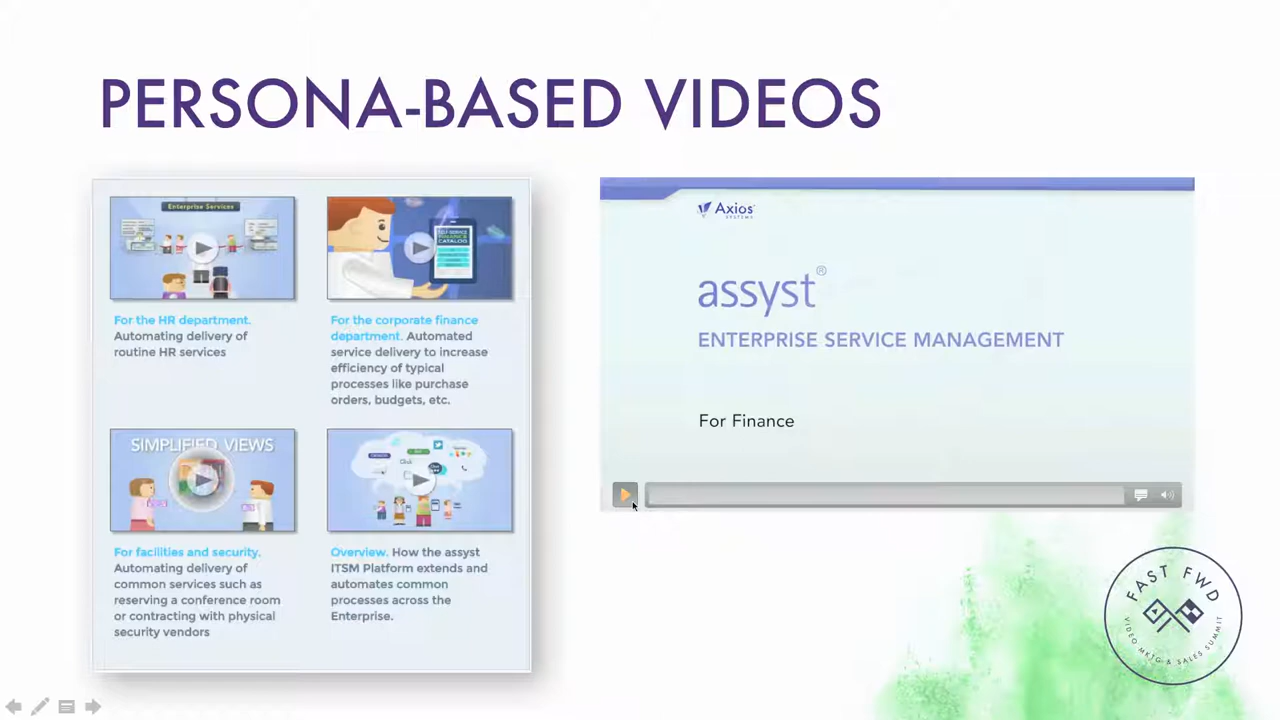 PERSONA-BASED VIDEOS
Enterprise Services
For the HR department.
Automating delivery of
routine HR services
SELF-SERVICE
FINANCE
CATALOG
For the corporate finance
department. Automated
service delivery to increase
efficiency of typical
processes like purchase
orders, budgets, etc.
SIMPLIFIED VIEWS
For facilities and security.
Automating delivery of
common services such as
reserving a conference room
or contracting with physical
security vendors
Overview. How the assyst
ITSM Platform extends and
automates common
processes across the
Enterprise.
Axios
SYSTEMS
assyst®
ENTERPRISE SERVICE MANAGEMENT
For Finance
FAST FWD
VIDEO MKTG & SALES SUMMIT